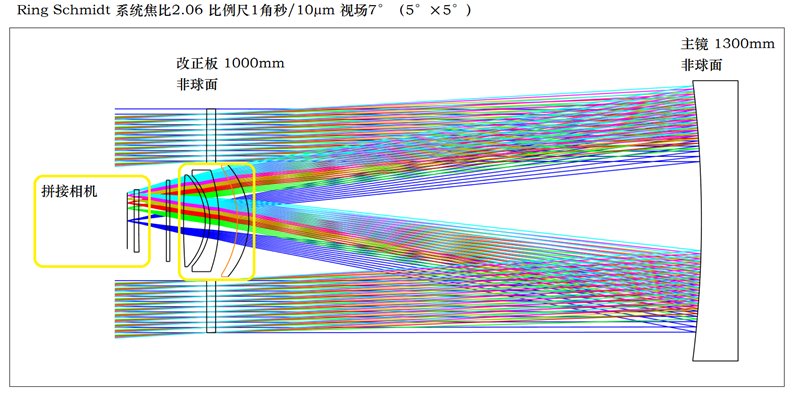 Ring Schmidt 系统焦比2.06 比例尺1角秒/10μm 视场7°（5°×5°）
主镜 1300mm
非球面
改正板 1000mm
非球面
拼接相机